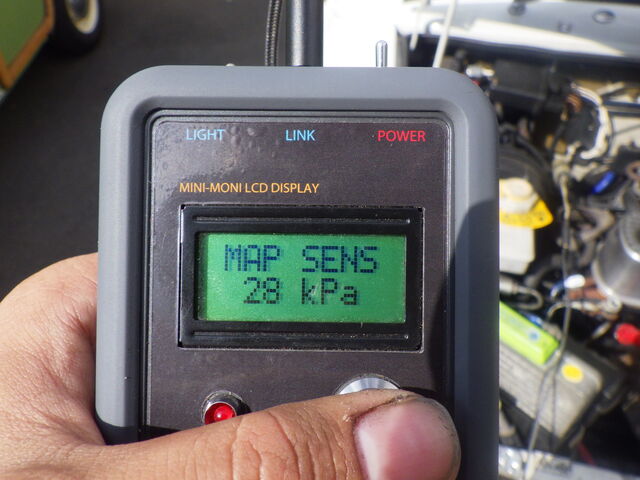 LIGHT LINK POWER
MINI-MONI LCD DISPLAY
MAP SENS
28 kPa